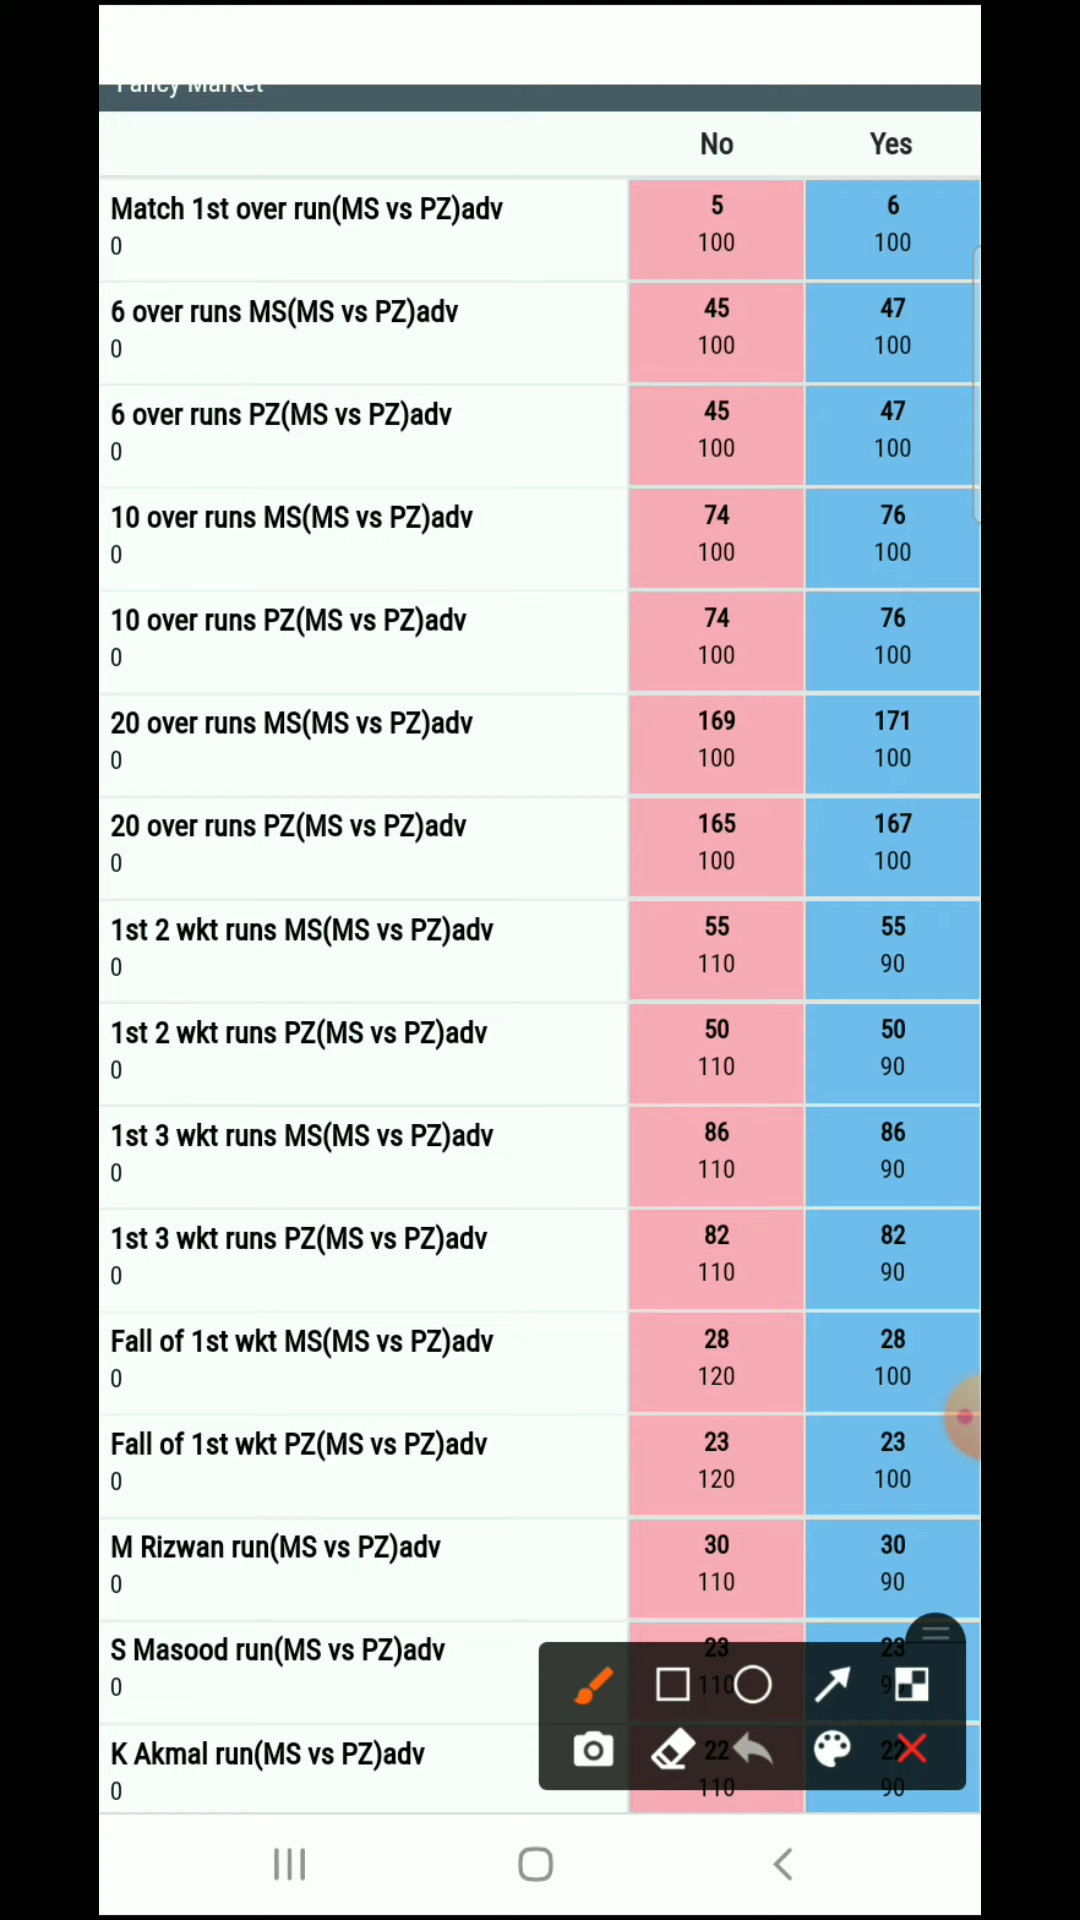 Fancy Market
No Yes
Match 1st over run(MS vs PZ)adv 5 6
0 100 100
6 over runs MS(MS vs PZ)adv 45 47
0 100 100
6 over runs PZ(MS vs PZ)adv 45 47
0 100 100
10 over runs MS(MS vs PZ)adv 74 76
0 100 100
10 over runs PZ(MS vs PZ)adv 74 76
0 100 100
20 over runs MS(MS vs PZ)adv 169 171
0 100 100
20 over runs PZ(MS vs PZ)adv 165 167
0 100 100
1st 2 wkt runs MS(MS vs PZ)adv 55 55
0 110 90
1st 2 wkt runs PZ(MS vs PZ)adv 50 50
0 110 90
1st 3 wkt runs MS(MS vs PZ)adv 86 86
0 110 90
1st 3 wkt runs PZ(MS vs PZ)adv 82 82
0 110 90
Fall of 1st wkt MS(MS vs PZ)adv 28 28
0 120 100
Fall of 1st wkt PZ(MS vs PZ)adv 23 23
0 120 100
M Rizwan run(MS vs PZ)adv 30 30
0 110 90
S Masood run(MS vs PZ)adv 23 23
0 110
K Akmal run(MS vs PZ)adv 22 22
0 110 90